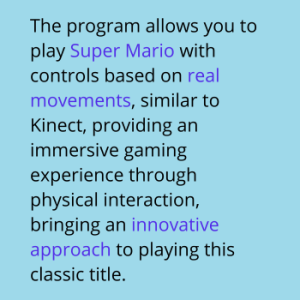 The program allows you to
play Super Mario with
controls based on real
movements, similar to
Kinect, providing an
immersive gaming
experience through
physical interaction,
bringing an innovative
approach to playing this
classic title.